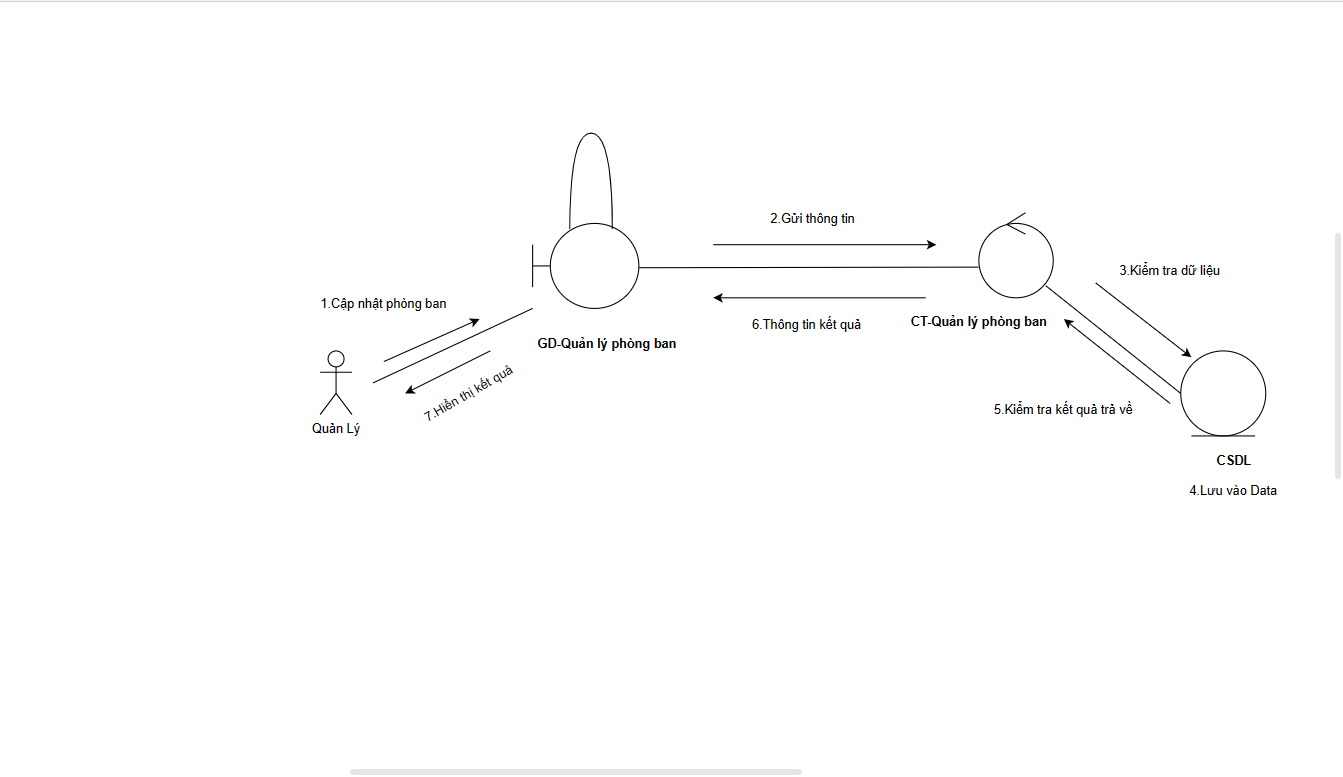 2.Gửi thông tin
3.Kiểm tra dữ liệu
1.Cập nhật phòng ban
6.Thông tin kết quả
CT-Quản lý phòng ban
GD-Quản lý phòng ban
7.Hiển thị kết quả
5.Kiểm tra kết quả trả về
Quản Lý
CSDL
4.Lưu vào Data